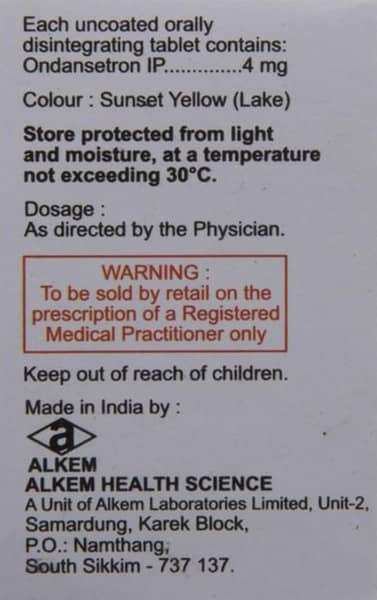 Each uncoated orally
disintegrating tablet contains:
Ondansetron IP..............4 mg
Colour : Sunset Yellow (Lake)
Store protected from light
and moisture, at a temperature
not exceeding 30°C.
Dosage :
As directed by the Physician.
WARNING :
To be sold by retail on the
prescription of a Registered
Medical Practitioner only
Keep out of reach of children.
Made in India by :
a
ALKEM
ALKEM HEALTH SCIENCE
A Unit of Alkem Laboratories Limited, Unit-2,
Samardung, Karek Block,
P.O.: Namthang,
South Sikkim - 737 137.